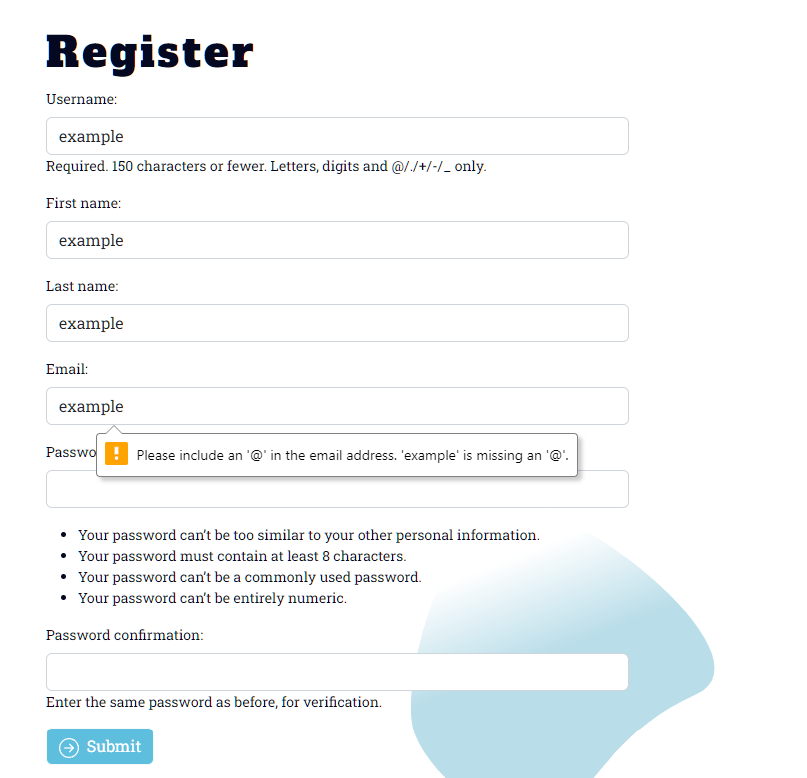 Register
Username:
example
Required. 150 characters or fewer. Letters, digits and @/./+/-/_ only.
First name:
example
Last name:
example
Email:
example
Please include an '@' in the email address. 'example' is missing an '@'.
Your password can’t be too similar to your other personal information.
Your password must contain at least 8 characters.
Your password can’t be a commonly used password.
Your password can’t be entirely numeric.
Password confirmation:
Enter the same password as before, for verification.
Submit